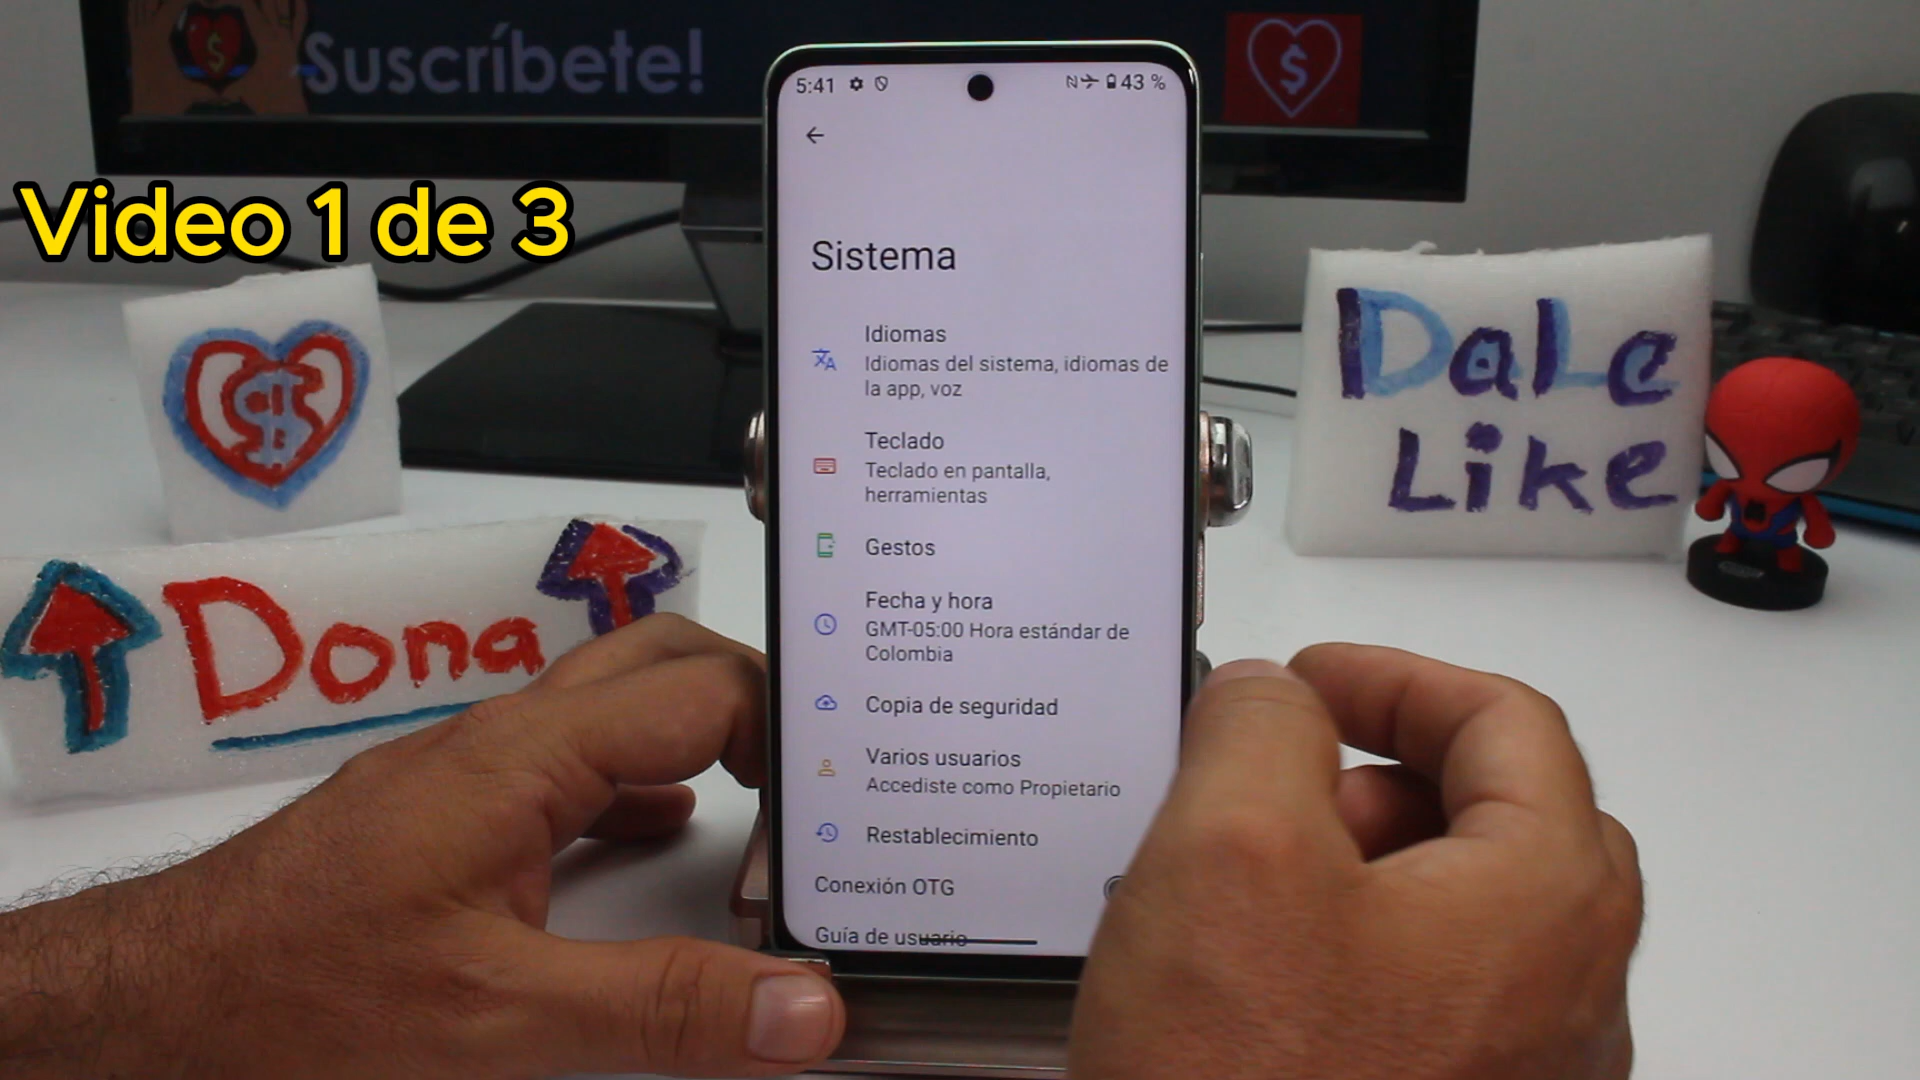 Suscríbete!
Video 1 de 3
5:41
43 %
Sistema
Idiomas
Idiomas del sistema, idiomas de
la app, voz
Teclado
Teclado en pantalla,
herramientas
Gestos
Fecha y hora
GMT-05:00 Hora estándar de
Colombia
Copia de seguridad
Varios usuarios
Accediste como Propietario
Restablecimiento
Conexión OTG
Guía de usuario
Dona
DaLe
Like